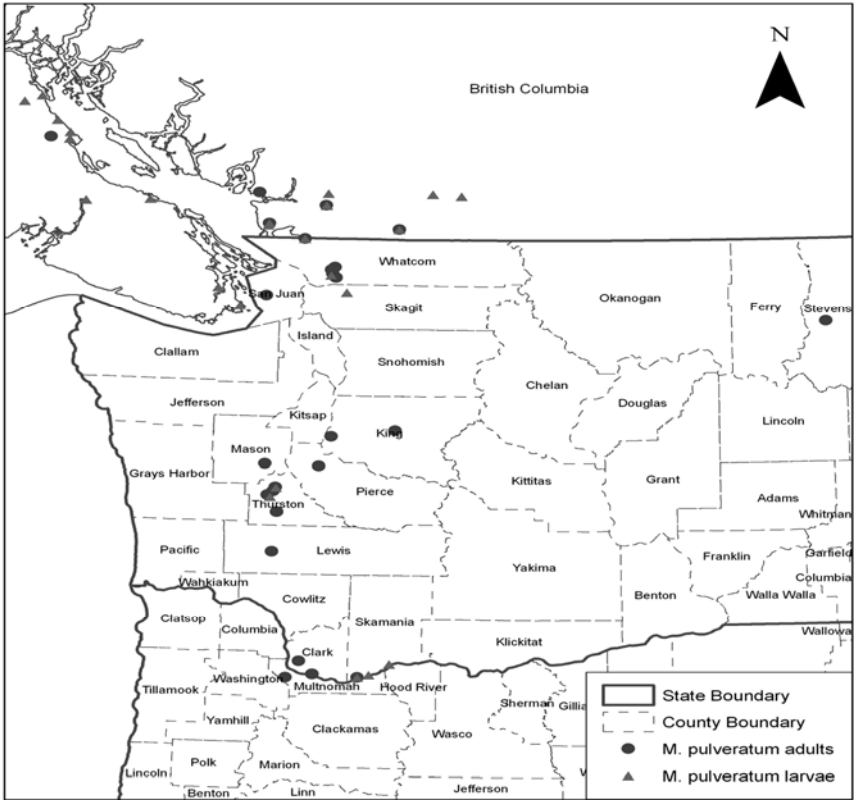 N
British Columbia
Whatcom
San Juan
Skagit
Okanogan
Ferry
Stevens
Island
Clallam
Snohomish
Chelan
Douglas
Jefferson
Kitsap
King
Lincoln
Mason
Grays Harbor
Kittitas
Grant
Pierce
Adams
Thurston
Whitman
Pacific
Lewis
Franklin
Garfield
Yakima
Columbia
Wahkiakum
Cowlitz
Benton
Walla Walla
Clatsop
Columbia
Skamania
Klickitat
Wallowa
Clark
Washington
Multnomah
Hood River
Tillamook
Sherman
Gillia
Yamhill
Clackamas
Wasco
Polk
Marion
Lincoln
Benton
Linn
Jefferson
W
State Boundary
County Boundary
M. pulveratum adults
M. pulveratum larvae